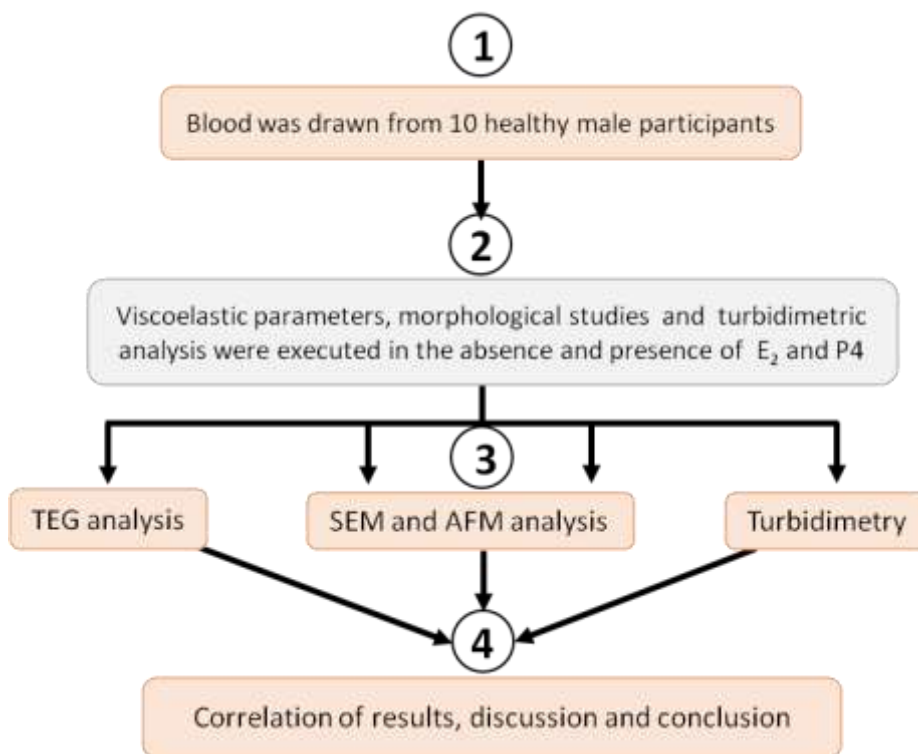 1
Blood was drawn from 10 healthy male participants
2
Viscoelastic parameters, morphological studies and turbidimetric
analysis were executed in the absence and presence of E₂ and P4
3
TEG analysis
SEM and AFM analysis
Turbidimetry
4
Correlation of results, discussion and conclusion